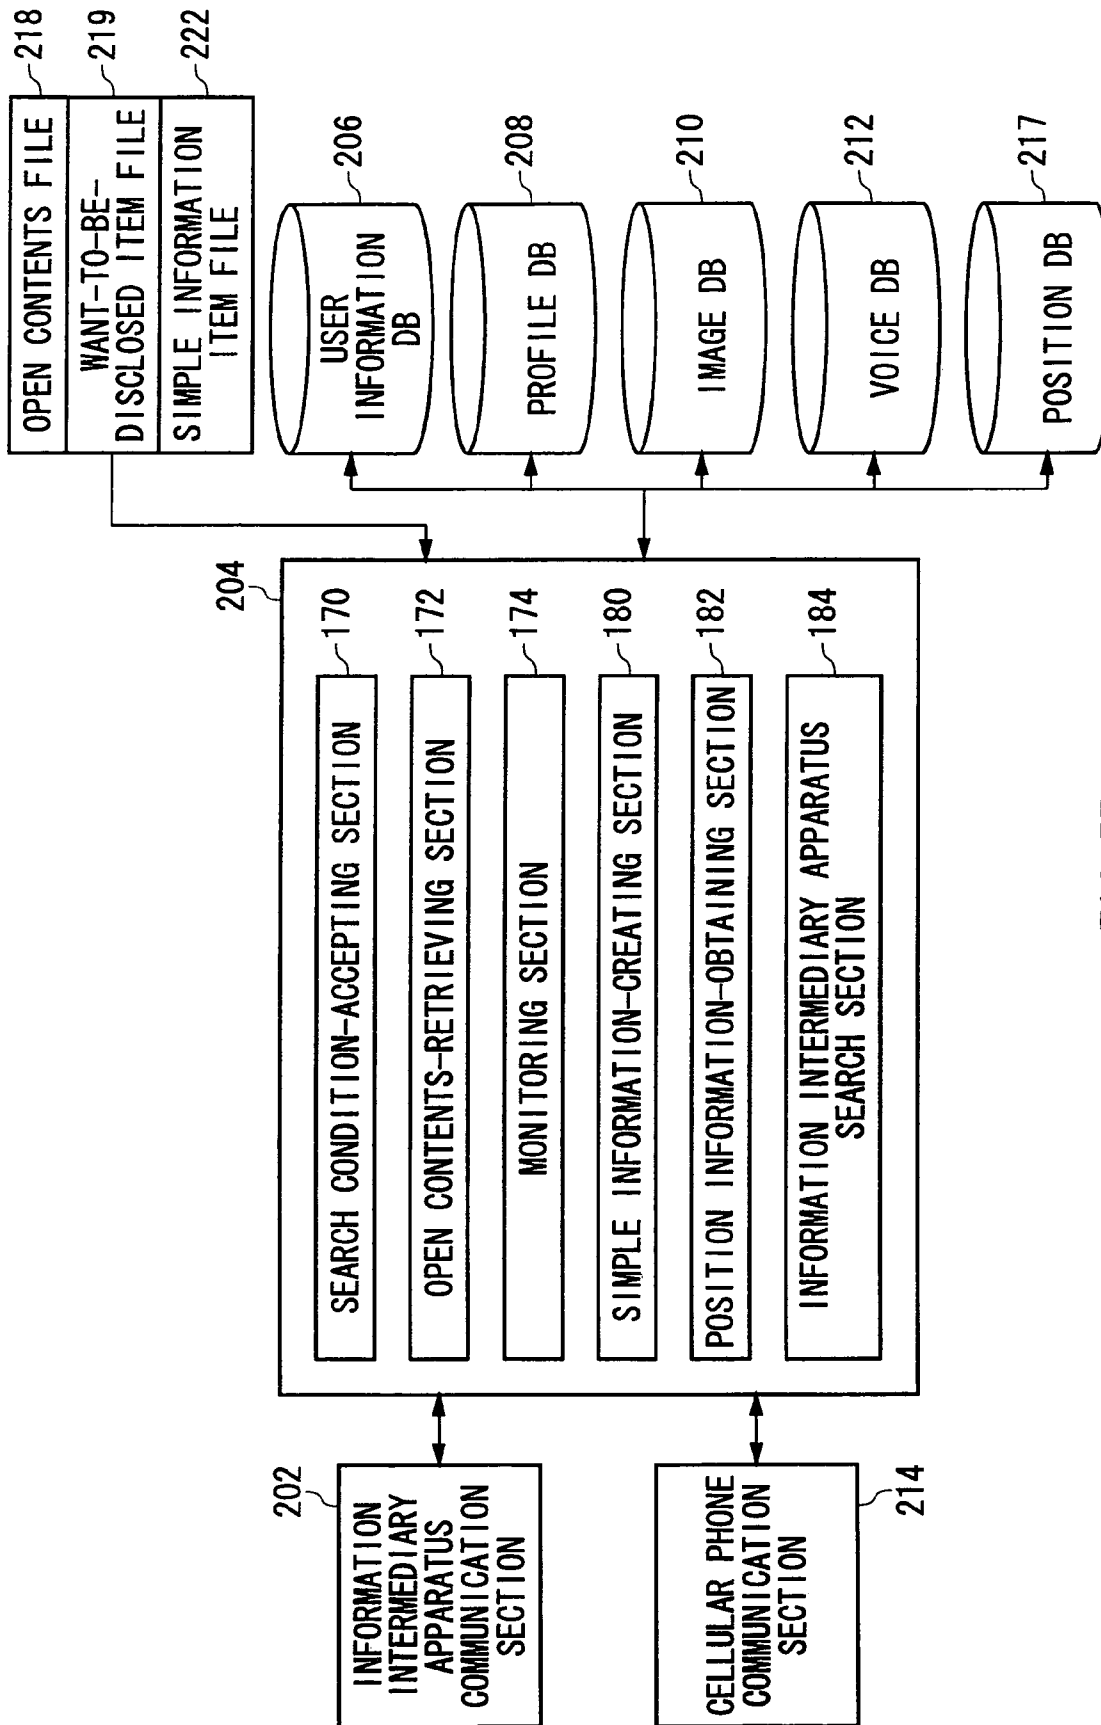 INFORMATION
INTERMEDIARY
APPARATUS
COMMUNICATION
SECTION
202
CELLULAR PHONE
COMMUNICATION
SECTION
214
204
SEARCH CONDITION-ACCEPTING SECTION
170
OPEN CONTENTS-RETRIEVING SECTION
172
MONITORING SECTION
174
SIMPLE INFORMATION-CREATING SECTION
180
POSITION INFORMATION-OBTAINING SECTION
182
INFORMATION INTERMEDIARY APPARATUS
SEARCH SECTION
184
OPEN CONTENTS FILE
218
WANT-TO-BE-
DISCLOSED ITEM FILE
219
SIMPLE INFORMATION
ITEM FILE
222
USER
INFORMATION
DB
206
PROFILE DB
208
IMAGE DB
210
VOICE DB
212
POSITION DB
217